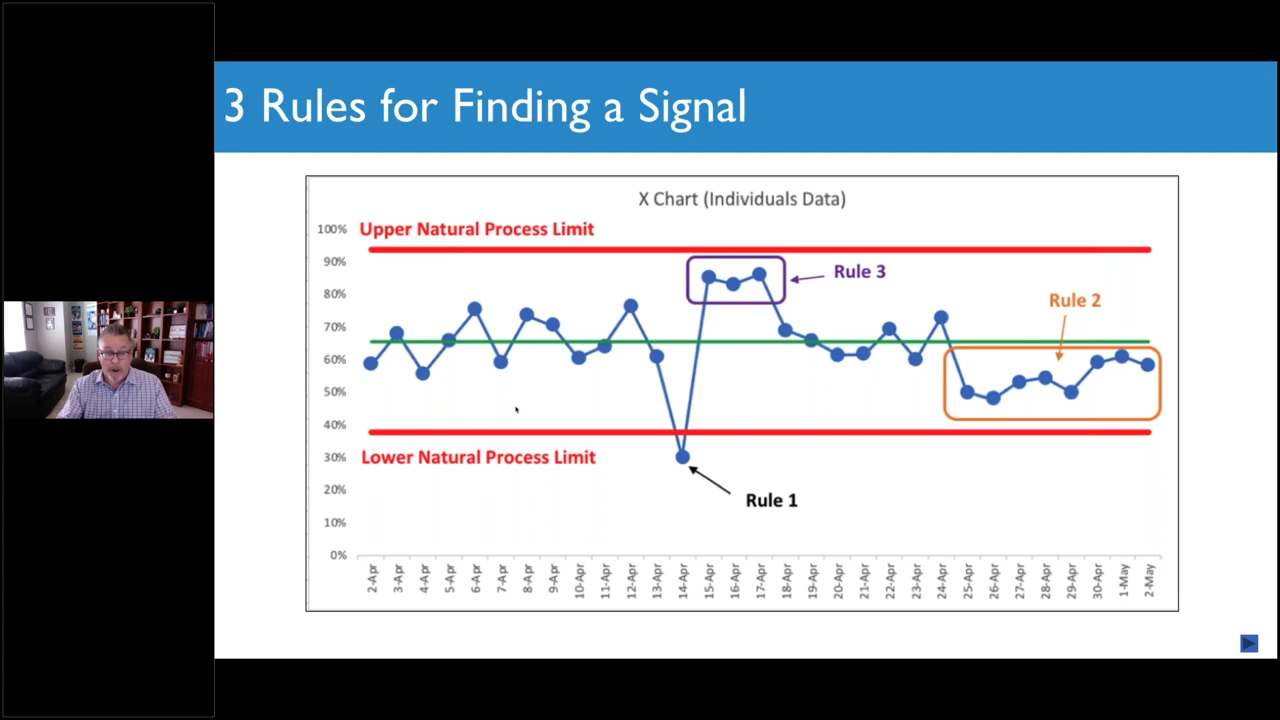 3 Rules for Finding a Signal
X Chart (Individuals Data)
100%
Upper Natural Process Limit
90%
Rule 3
80%
Rule 2
70%
60%
50%
40%
30%
Lower Natural Process Limit
20%
Rule 1
10%
0%
2-Apr
3-Apr
4-Apr
5-Apr
6-Apr
7-Apr
8-Apr
9-Apr
10-Apr
11-Apr
12-Apr
13-Apr
14-Apr
15-Apr
16-Apr
17-Apr
18-Apr
19-Apr
20-Apr
21-Apr
22-Apr
23-Apr
24-Apr
25-Apr
26-Apr
27-Apr
28-Apr
29-Apr
30-Apr
1-May
2-May